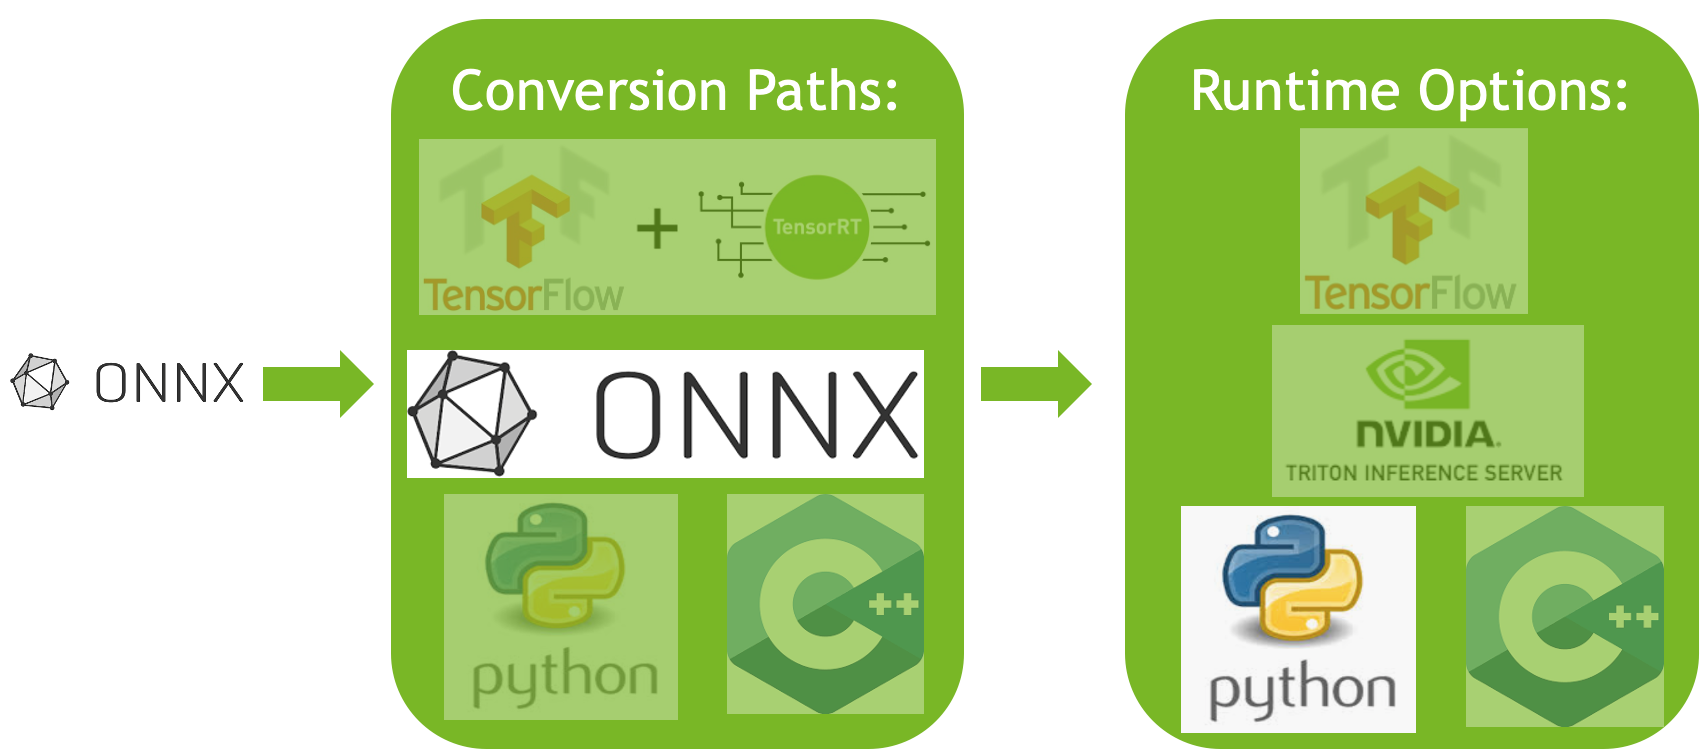 Conversion Paths:
TensorRT
+
TensorFlow
ONNX
ONNX
python
++
Runtime Options:
TensorFlow
NVIDIA.
TRITON INFERENCE SERVER
python
++